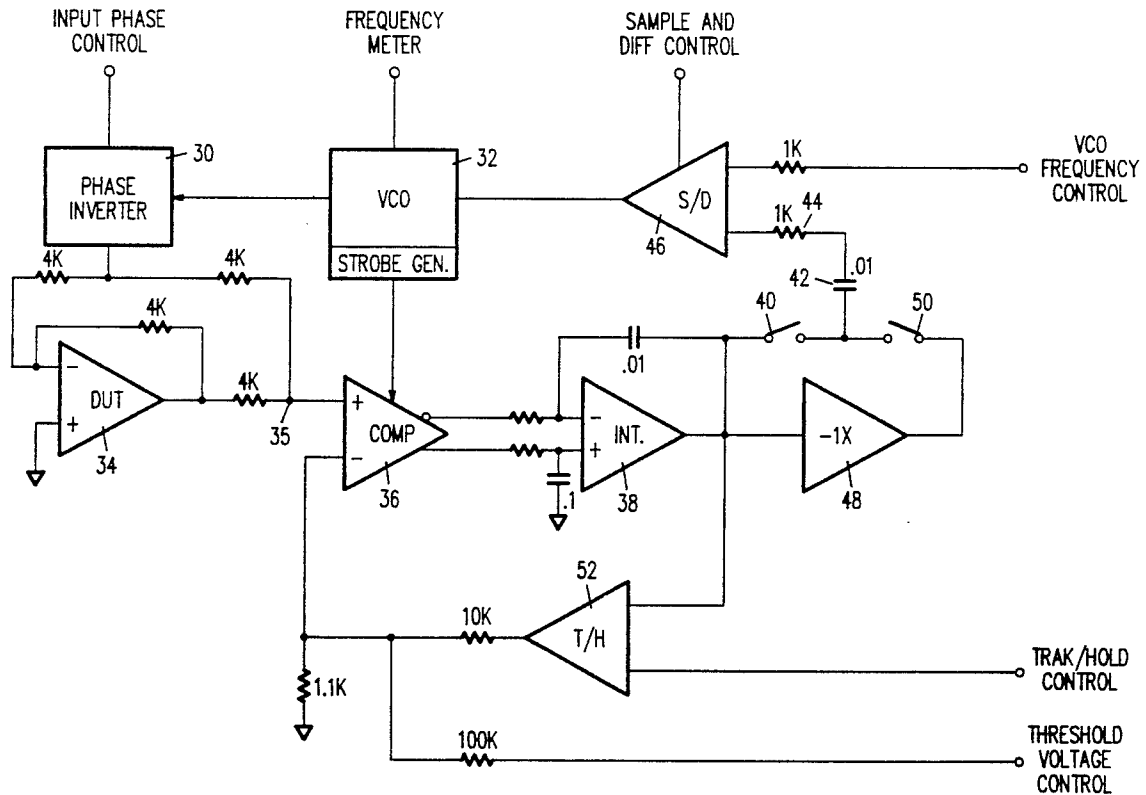 INPUT PHASE
CONTROL
FREQUENCY
METER
SAMPLE AND
DIFF CONTROL
30
PHASE
INVERTER
32
VCO
STROBE GEN.
S/D
46
1K
VCO
FREQUENCY
CONTROL
1K
44
42
.01
4K
4K
4K
40
50
.01
DUT
34
4K
35
COMP
36
INT.
38
.1
-1X
48
52
T/H
10K
1.1K
TRAK/HOLD
CONTROL
100K
THRESHOLD
VOLTAGE
CONTROL
+
-
+
-
+
-